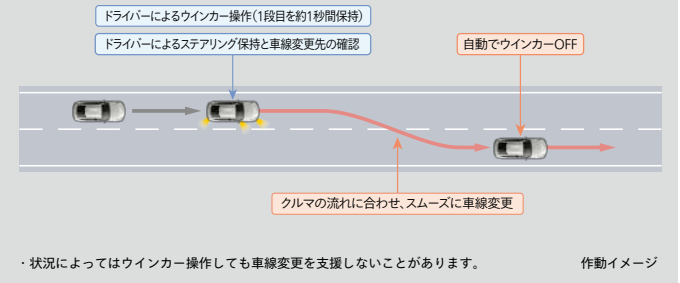 ドライバーによるウインカー操作（1段目を約1秒間保持）
ドライバーによるステアリング保持と車線変更先の確認
自動でウインカーOFF
クルマの流れに合わせ、スムーズに車線変更
・状況によってはウインカー操作しても車線変更を支援しないことがあります。
作動イメージ